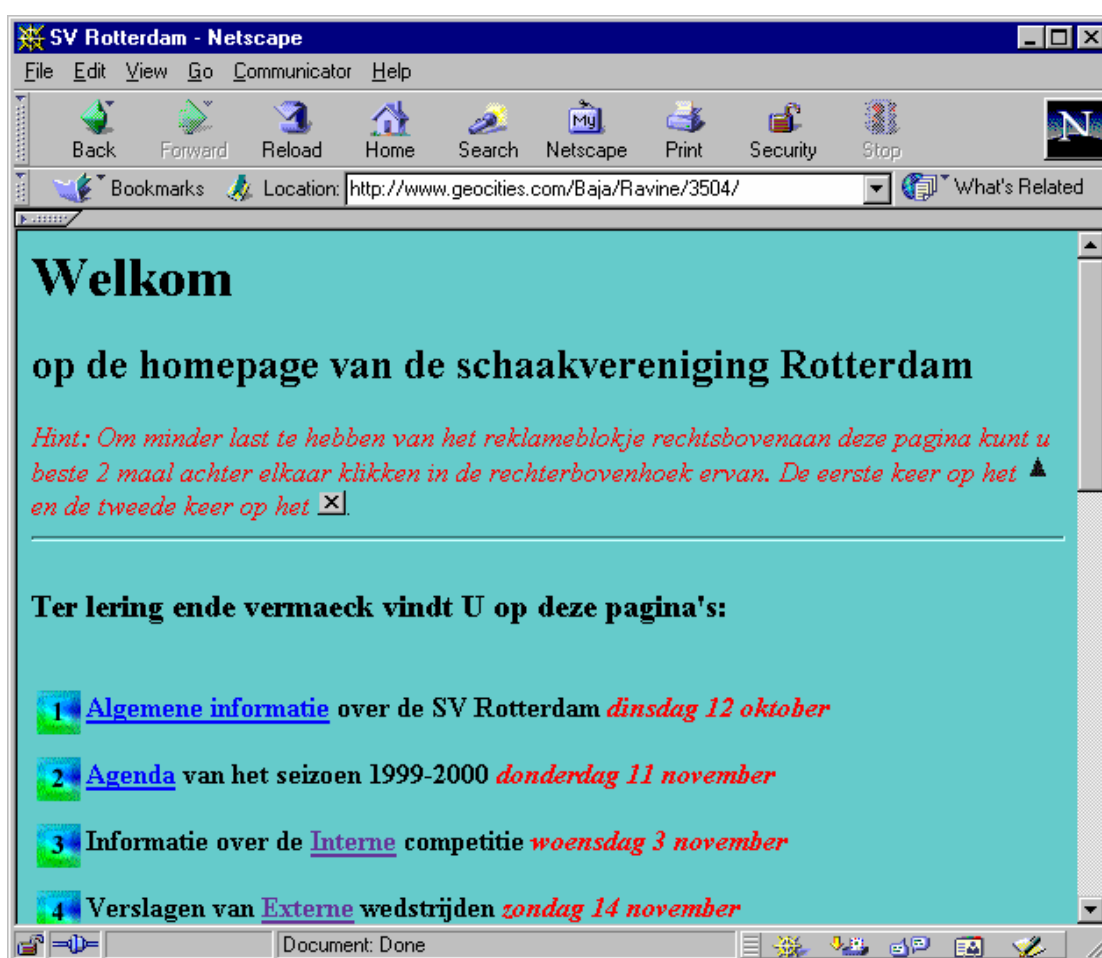 SV Rotterdam - Netscape
File Edit View Go Communicator Help
My N
Back Forward Reload Home Search Netscape Print Security Stop
Bookmarks Location: http://www.geocities.com/Baja/Ravine/3504/ What's Related
Welkom
op de homepage van de schaakvereniging Rotterdam
Hint: Om minder last te hebben van het reklameblokje rechtsbovenaan deze pagina kunt u
beste 2 maal achter elkaar klikken in de rechterbovenhoek ervan. De eerste keer op het
en de tweede keer op het .
Ter lering ende vermaeck vindt U op deze pagina's:
1 Algemene informatie over de SV Rotterdam dinsdag 12 oktober
2 Agenda van het seizoen 1999-2000 donderdag 11 november
3 Informatie over de Interne competitie woensdag 3 november
4 Verslagen van Externe wedstrijden zondag 14 november
Document: Done